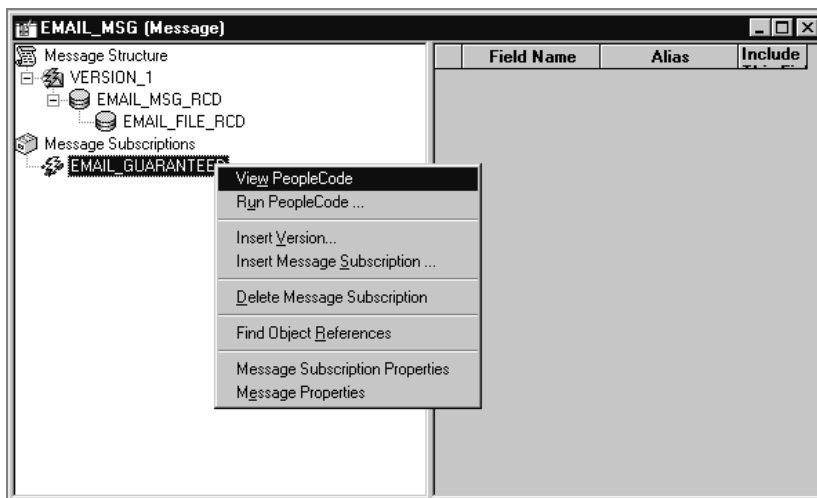 EMAIL_MSG (Message)
Message Structure
VERSION_1
EMAIL_MSG_RCD
EMAIL_FILE_RCD
Message Subscriptions
EMAIL_GUARANTEED
Field Name Alias Include
View PeopleCode
Run PeopleCode ...
Insert Version...
Insert Message Subscription ...
Delete Message Subscription
Find Object References
Message Subscription Properties
Message Properties